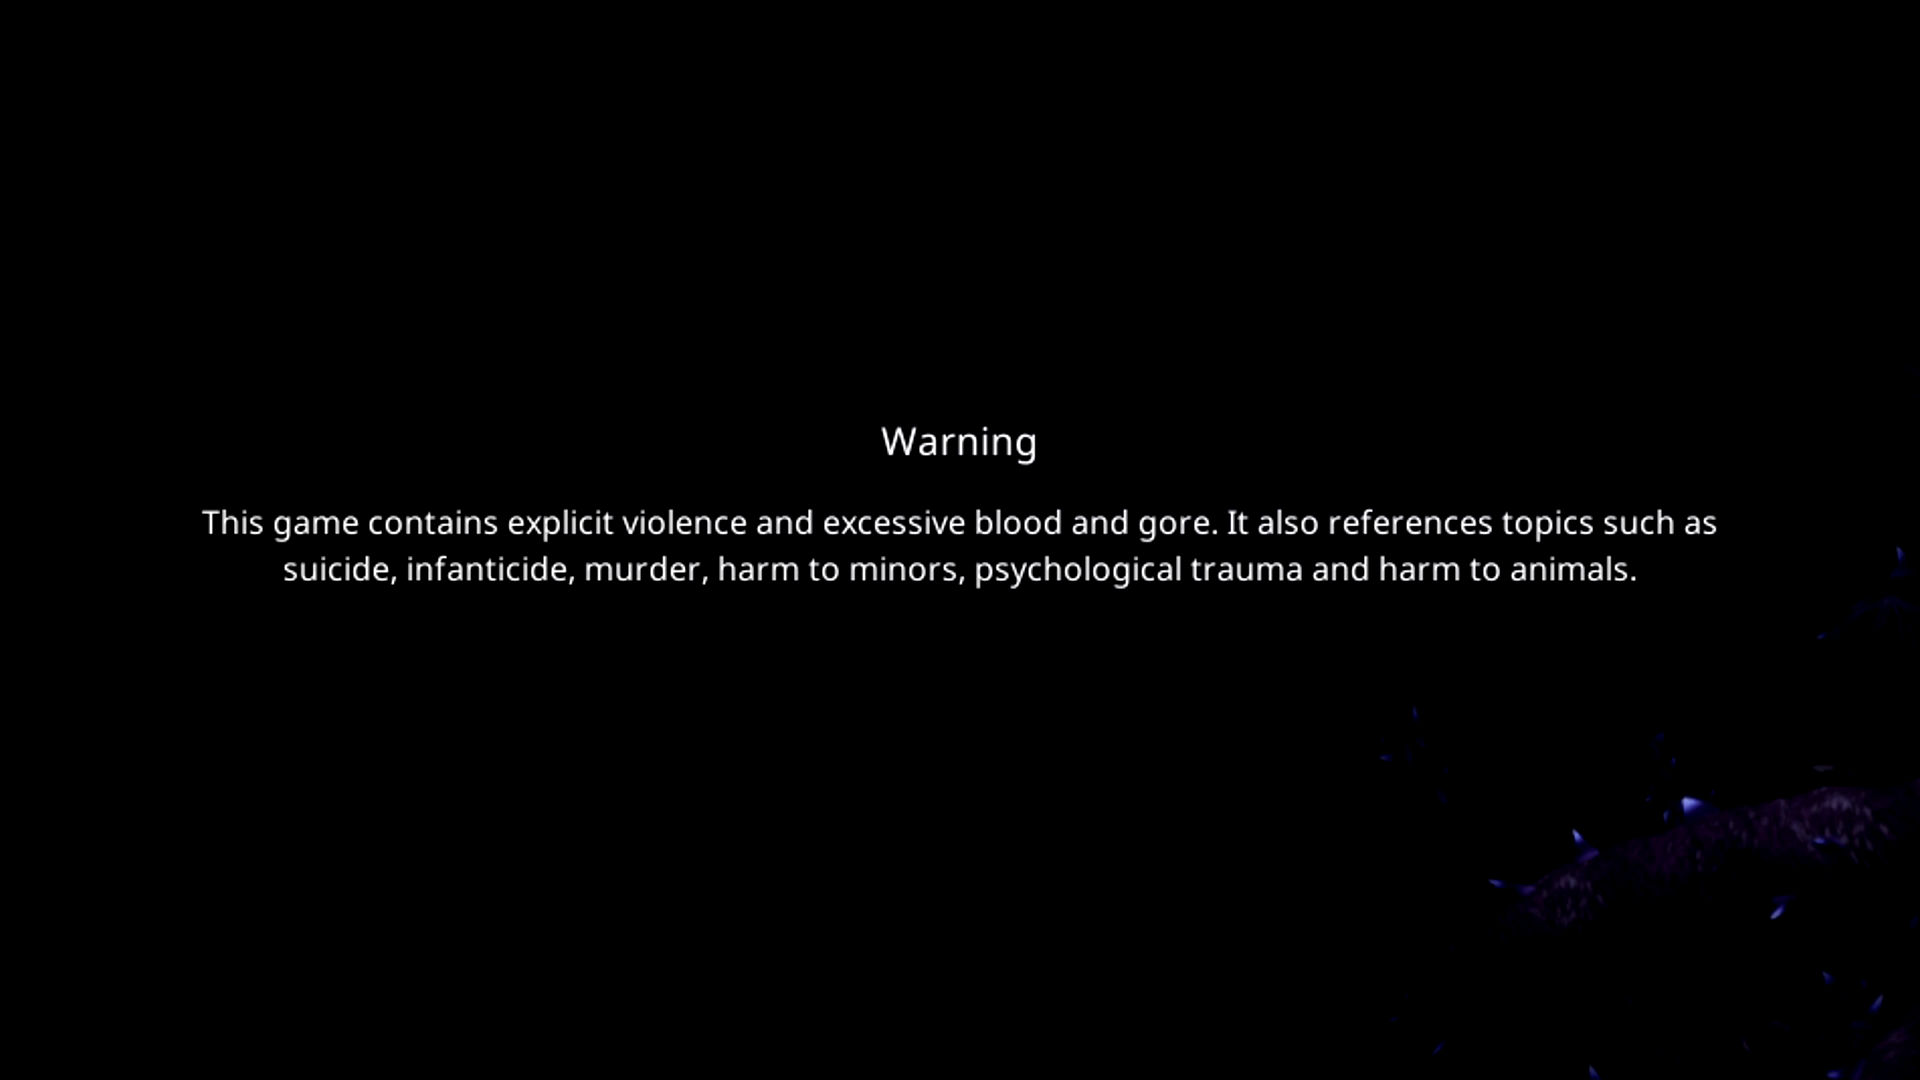 Warning
This game contains explicit violence and excessive blood and gore. It also references topics such as
suicide, infanticide, murder, harm to minors, psychological trauma and harm to animals.